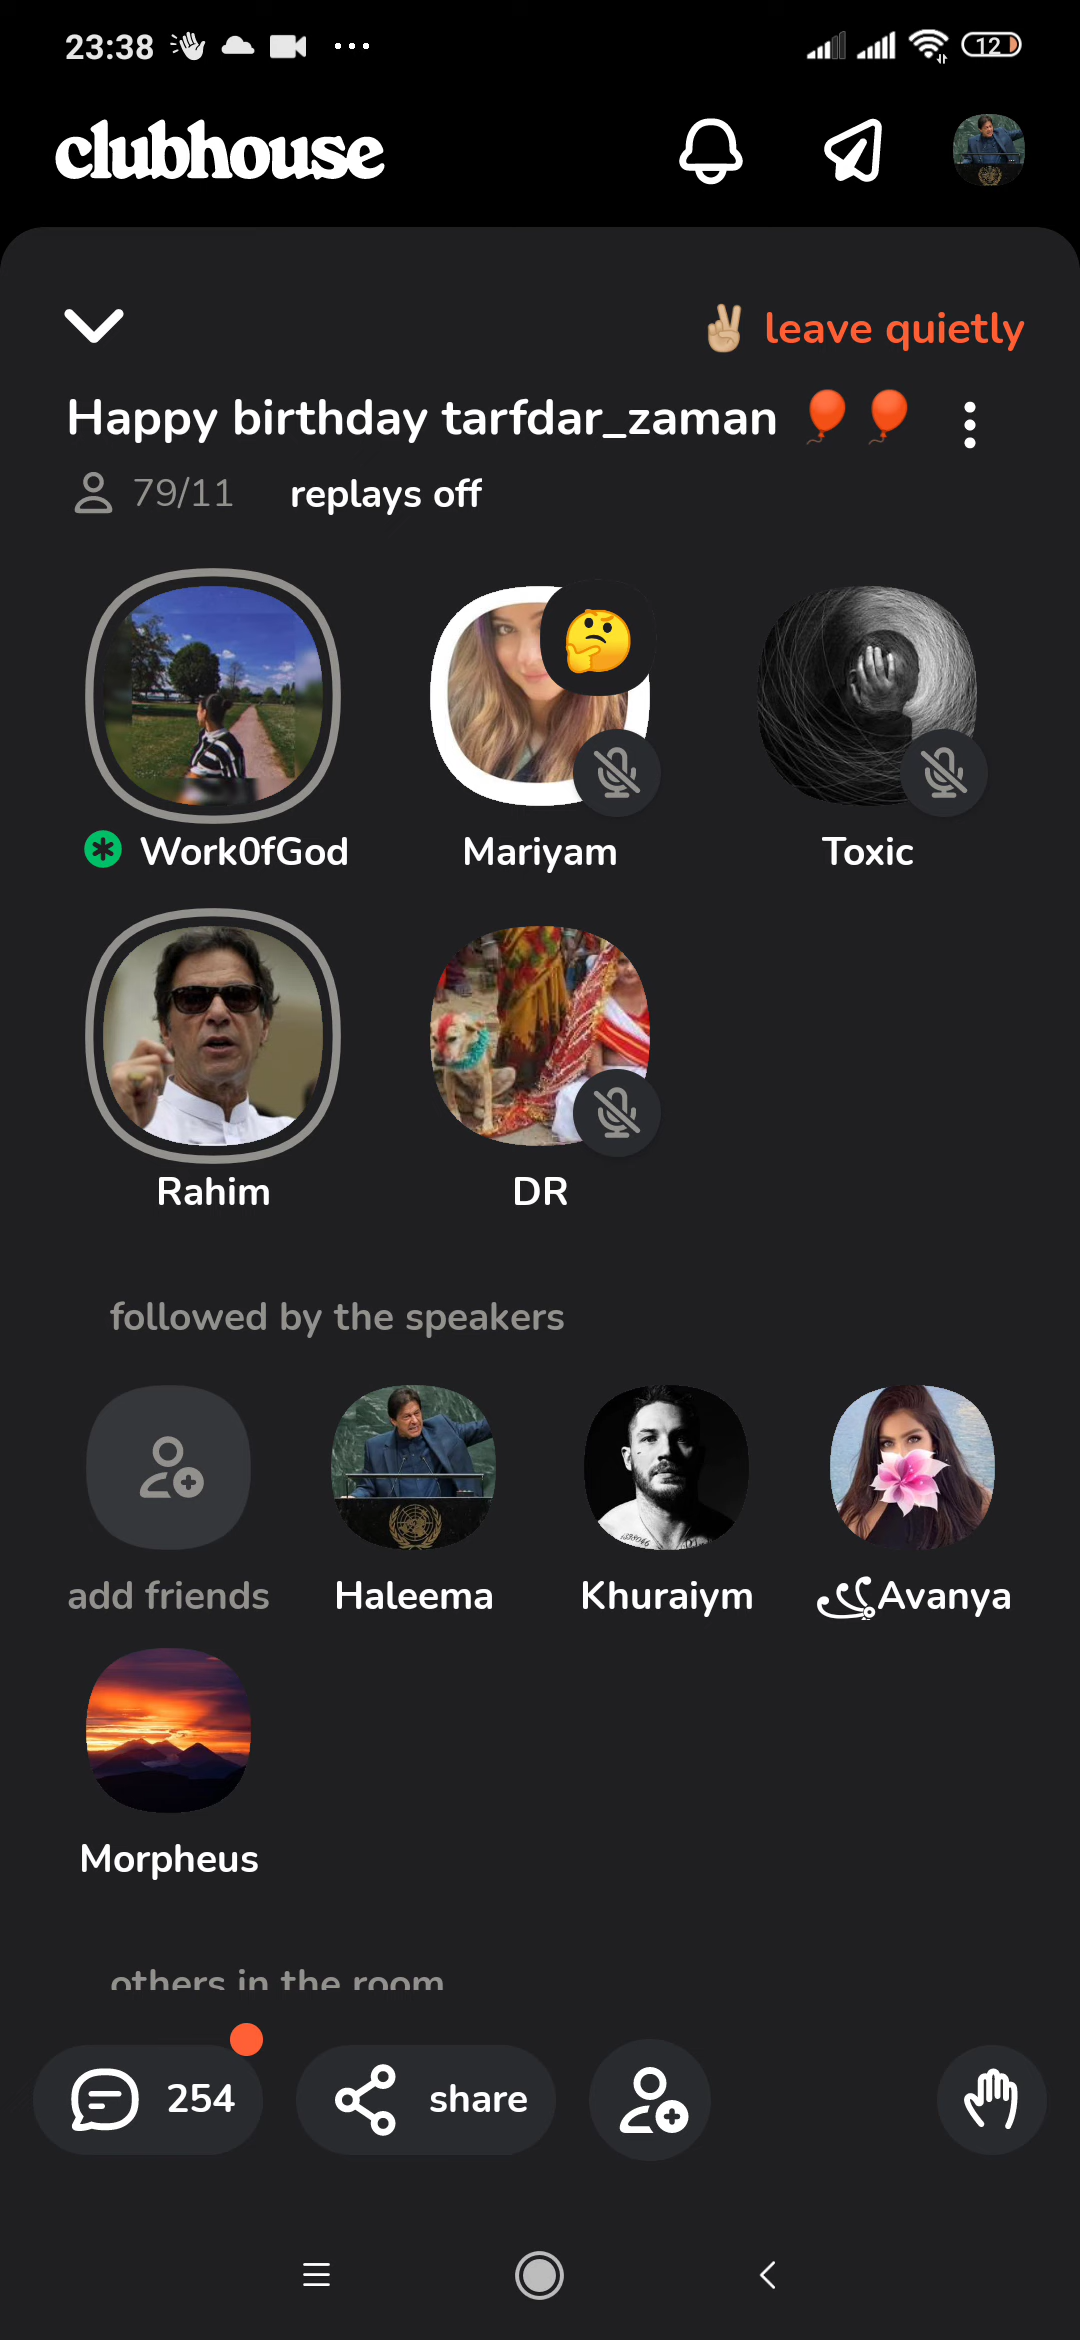 23:38
12
clubhouse
leave quietly
Happy birthday tarfdar_zaman
79/11 replays off
Work0fGod Mariyam Toxic
Rahim DR
followed by the speakers
add friends Haleema Khuraiym Avanya
Morpheus
others in the room
254 share